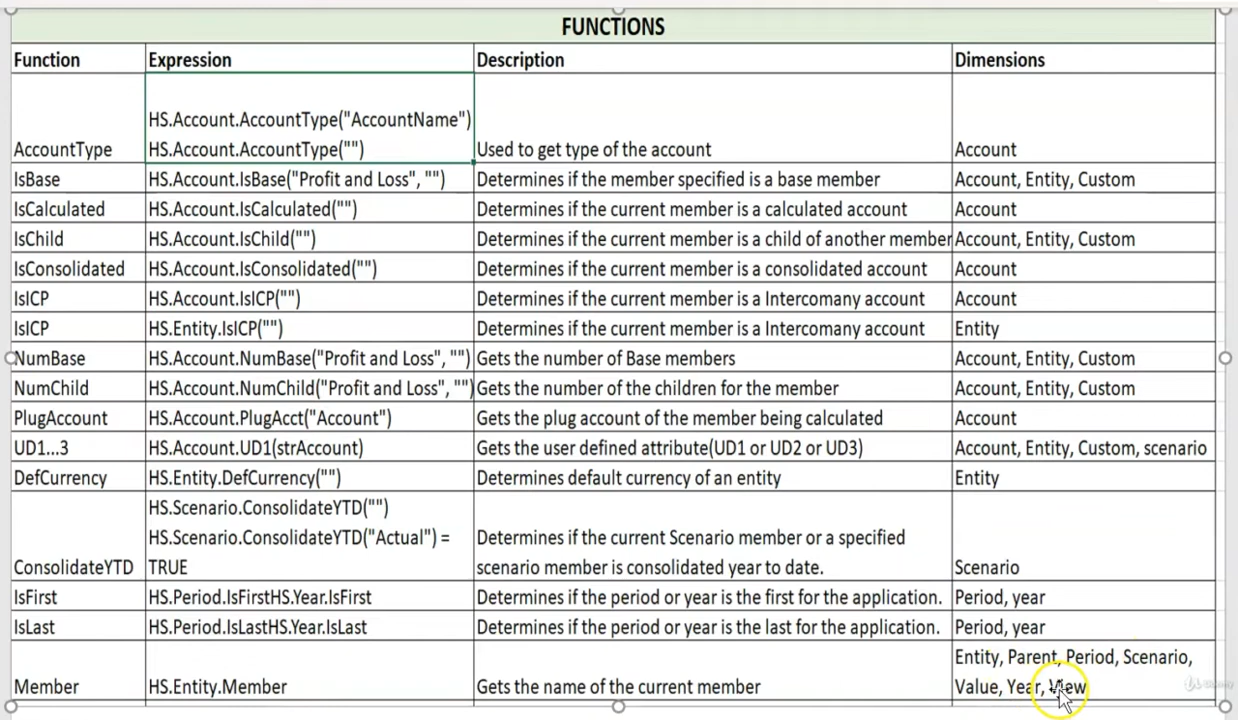 FUNCTIONS
Function Expression Description Dimensions
HS.Account.AccountType("AccountName")
AccountType HS.Account.AccountType("") Used to get type of the account Account
IsBase HS.Account.IsBase("Profit and Loss", "") Determines if the member specified is a base member Account, Entity, Custom
IsCalculated HS.Account.IsCalculated("") Determines if the current member is a calculated account Account
IsChild HS.Account.IsChild("") Determines if the current member is a child of another member Account, Entity, Custom
IsConsolidated HS.Account.IsConsolidated("") Determines if the current member is a consolidated account Account
IsICP HS.Account.IsICP("") Determines if the current member is a Intercomany account Account
IsICP HS.Entity.IsICP("") Determines if the current member is a Intercomany account Entity
NumBase HS.Account.NumBase("Profit and Loss", "") Gets the number of Base members Account, Entity, Custom
NumChild HS.Account.NumChild("Profit and Loss", "") Gets the number of the children for the member Account, Entity, Custom
PlugAccount HS.Account.PlugAcct("Account") Gets the plug account of the member being calculated Account
UD1...3 HS.Account.UD1(strAccount) Gets the user defined attribute(UD1 or UD2 or UD3) Account, Entity, Custom, scenario
DefCurrency HS.Entity.DefCurrency("") Determines default currency of an entity Entity
HS.Scenario.ConsolidateYTD("")
HS.Scenario.ConsolidateYTD("Actual") = Determines if the current Scenario member or a specified
ConsolidateYTD TRUE scenario member is consolidated year to date. Scenario
IsFirst HS.Period.IsFirstHS.Year.IsFirst Determines if the period or year is the first for the application. Period, year
IsLast HS.Period.IsLastHS.Year.IsLast Determines if the period or year is the last for the application. Period, year
Entity, Parent, Period, Scenario,
Member HS.Entity.Member Gets the name of the current member Value, Year, View
Udemy